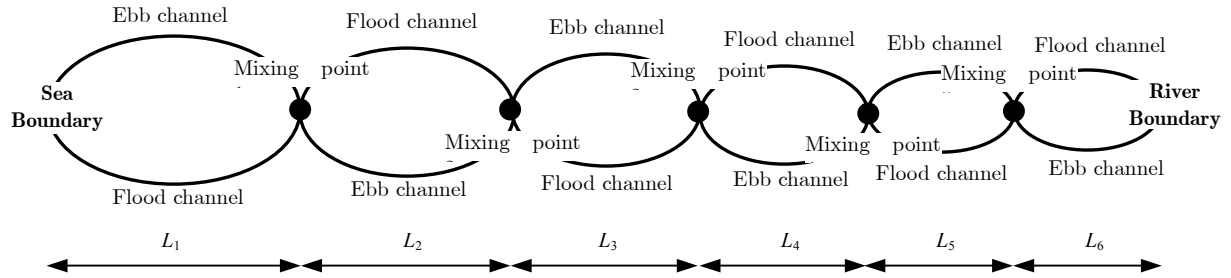 Ebb channel
Flood channel
Ebb channel
Flood channel
Ebb channel
Flood channel
Mixing point
Mixing point
Mixing point
Sea
Boundary
River
Boundary
Mixing point
Mixing point
Flood channel
Ebb channel
Flood channel
Ebb channel
Flood channel
Ebb channel
L1
L2
L3
L4
L5
L6